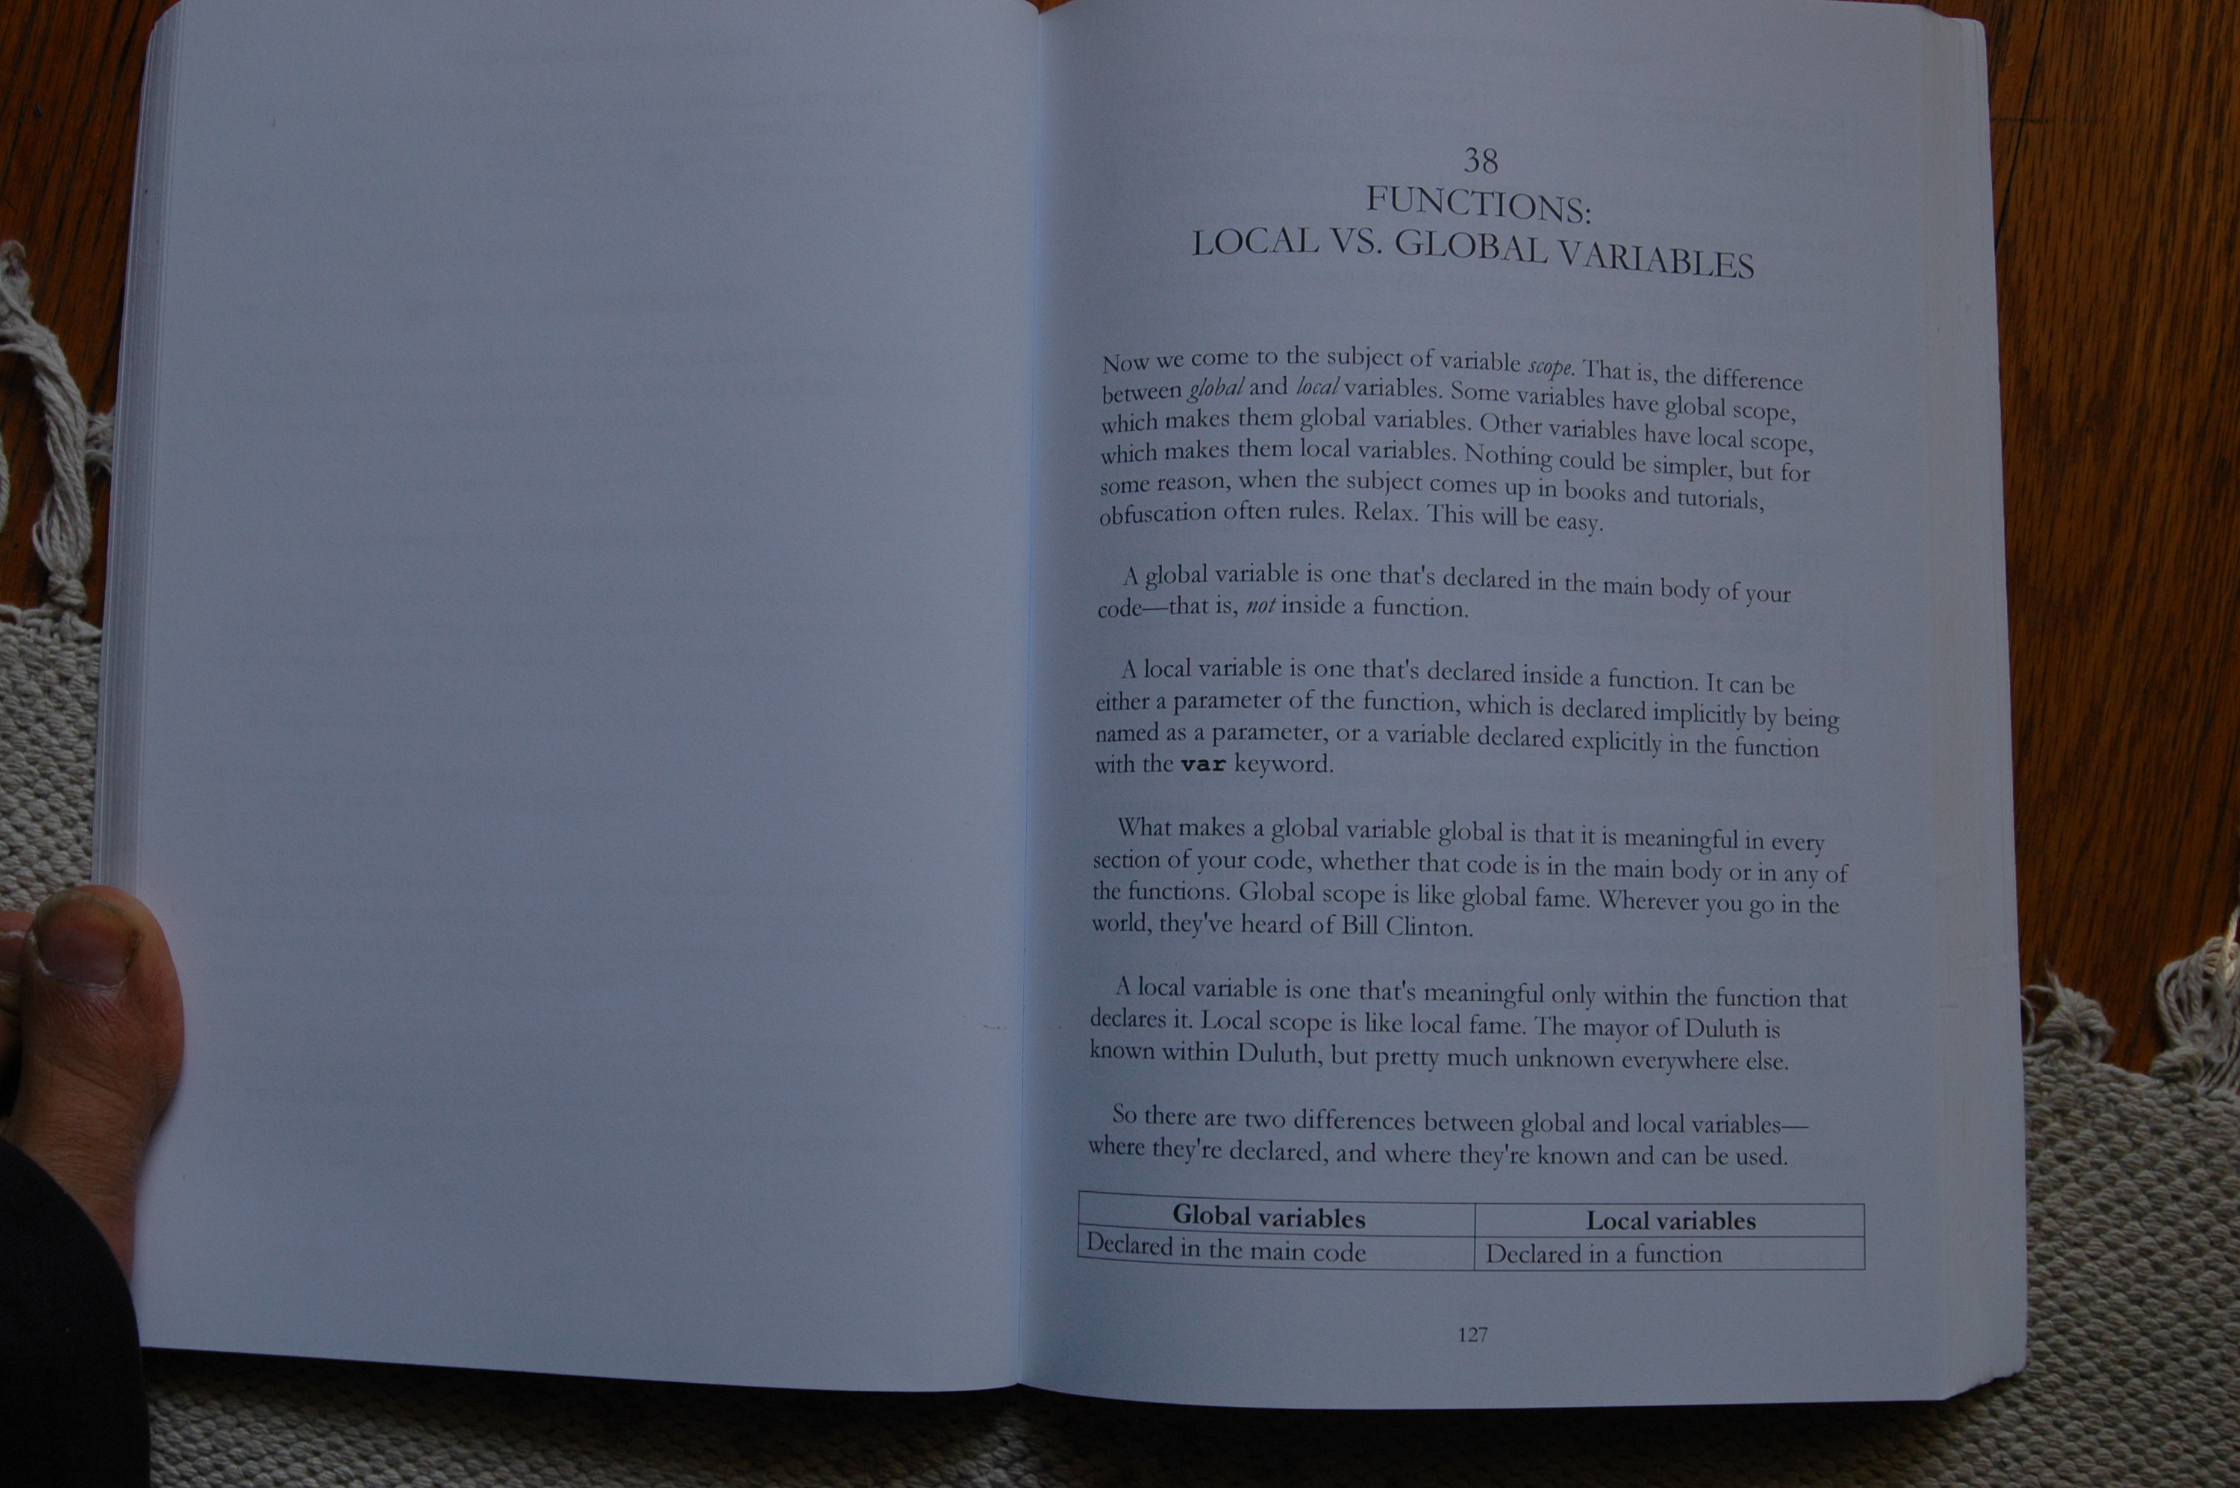 38
FUNCTIONS:
LOCAL VS. GLOBAL VARIABLES
Now we come to the subject of variable scope. That is, the difference
between global and local variables. Some variables have global scope,
which makes them global variables. Other variables have local scope,
which makes them local variables. Nothing could be simpler, but for
some reason, when the subject comes up in books and tutorials,
obfuscation often rules. Relax. This will be easy.
A global variable is one that's declared in the main body of your
code—that is, not inside a function.
A local variable is one that's declared inside a function. It can be
either a parameter of the function, which is declared implicitly by being
named as a parameter, or a variable declared explicitly in the function
with the var keyword.
What makes a global variable global is that it is meaningful in every
section of your code, whether that code is in the main body or in any of
the functions. Global scope is like global fame. Wherever you go in the
world, they've heard of Bill Clinton.
A local variable is one that's meaningful only within the function that
declares it. Local scope is like local fame. The mayor of Duluth is
known within Duluth, but pretty much unknown everywhere else.
So there are two differences between global and local variables—
where they're declared, and where they're known and can be used.
Global variables Local variables
Declared in the main code Declared in a function
127